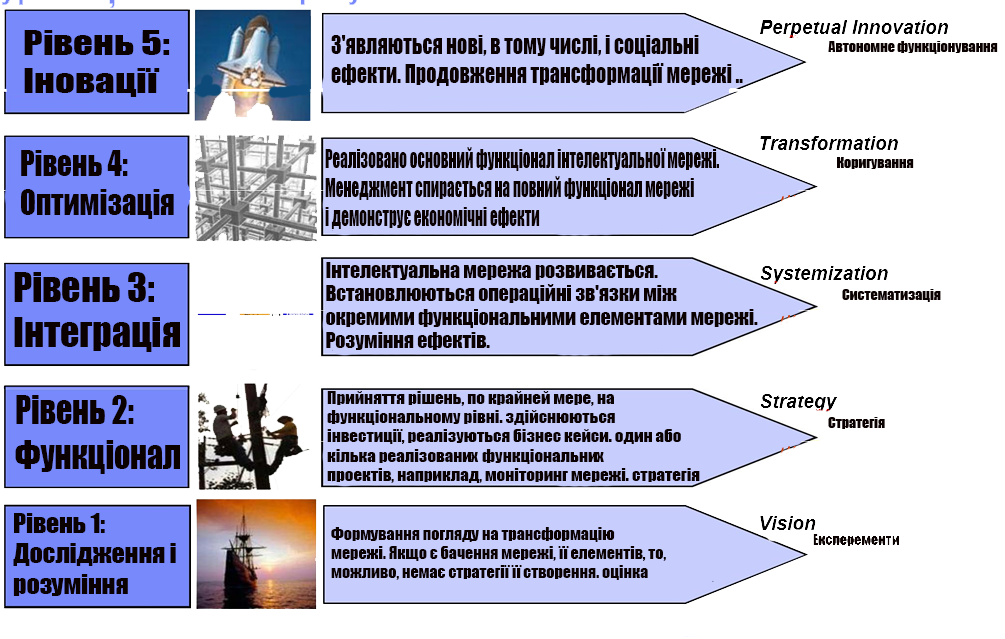 Рівень 5:
Іновації
З'являються нові, в тому числі, і соціальні
ефекти. Продовження трансформації мережі ..
Perpetual Innovation
Автономне функціонування
Рівень 4:
Оптимізація
Реалізовано основний функціонал інтелектуальної мережі.
Менеджмент спирається на повний функціонал мережі
і демонструє економічні ефекти
Transformation
Коригування
Рівень 3:
Інтеграція
Інтелектуальна мережа розвивається.
Встановлюються операційні зв'язки між
окремими функціональними елементами мережі.
Розуміння ефектів.
Systemization
Систематизація
Рівень 2:
Функціонал
Прийняття рішень, по крайней мере, на
функціональному рівні. здійснюються
інвестиції, реалізуються бізнес кейси. один або
кілька реалізованих функціональних
проектів, наприклад, моніторинг мережі. стратегія
Strategy
Стратегія
Рівень 1:
Дослідження і
розуміння
Формування погляду на трансформацію
мережі. Якщо є бачення мережі, її елементів, то,
можливо, немає стратегії її створення. оцінка
Vision
Експеременти